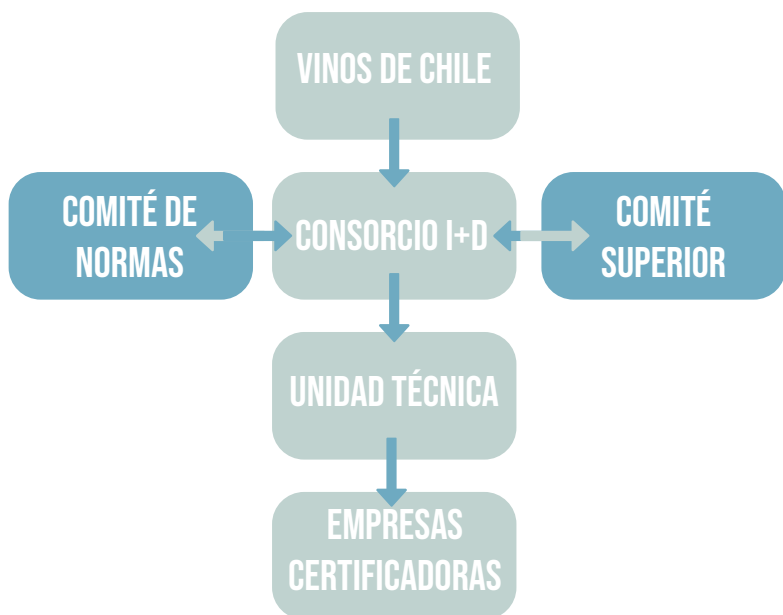 VINOS DE CHILE
COMITÉ DE
NORMAS
CONSORCIO I+D
COMITÉ
SUPERIOR
UNIDAD TÉCNICA
EMPRESAS
CERTIFICADORAS